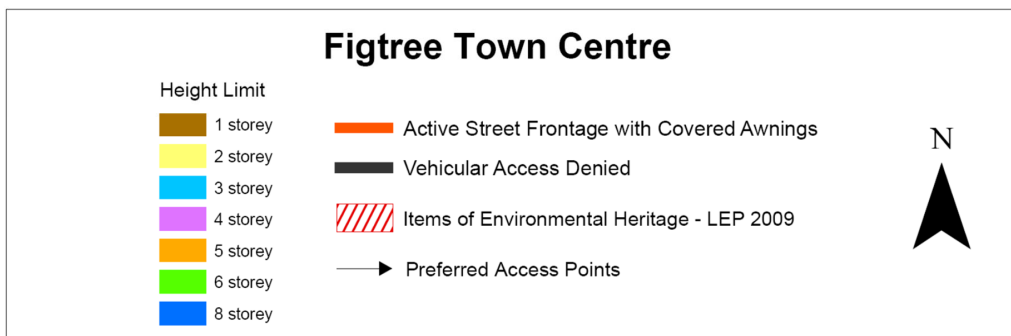 Figtree Town Centre
Height Limit
1 storey
2 storey
3 storey
4 storey
5 storey
6 storey
8 storey
Active Street Frontage with Covered Awnings
Vehicular Access Denied
Items of Environmental Heritage - LEP 2009
Preferred Access Points
N